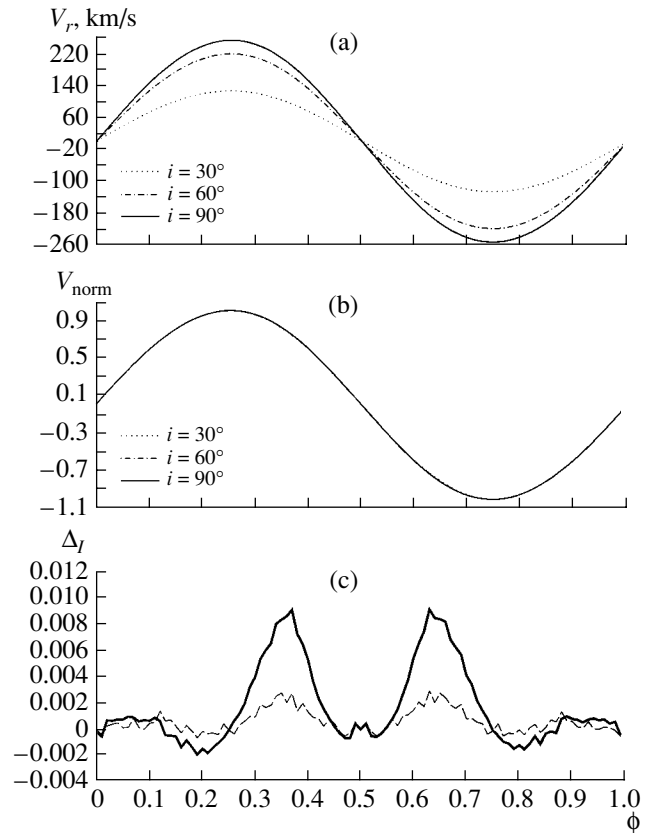 V_r, km/s
(a)
220
140
60
−20
−100
−180
−260
i = 30°
i = 60°
i = 90°
V_norm
(b)
0.9
0.5
0.1
−0.3
−0.7
−1.1
i = 30°
i = 60°
i = 90°
Δ_I
(c)
0.012
0.010
0.008
0.006
0.004
0.002
0
−0.002
−0.004
0 0.1 0.2 0.3 0.4 0.5 0.6 0.7 0.8 0.9 1.0
ϕ